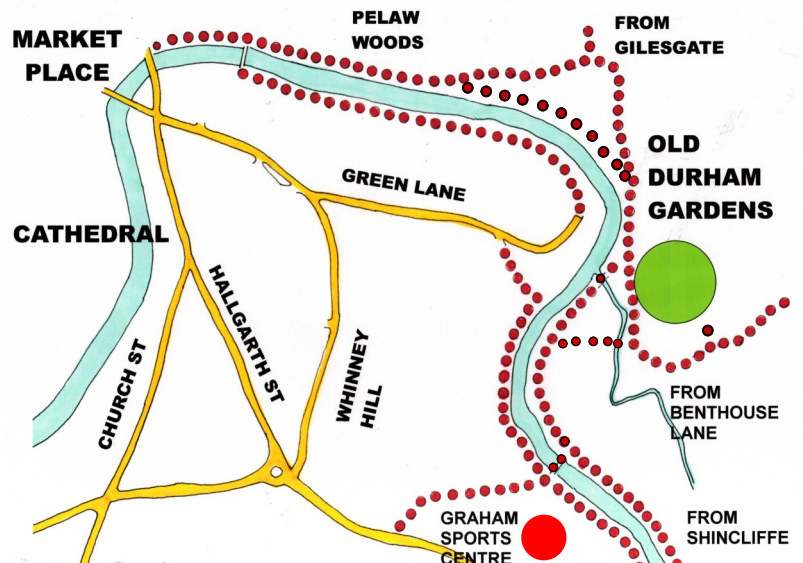 MARKET
PLACE
PELAW
WOODS
FROM
GILESGATE
OLD
DURHAM
GARDENS
GREEN LANE
CATHEDRAL
HALLGARTH ST
CHURCH ST
WHINNEY
HILL
FROM
BENTHOUSE
LANE
GRAHAM
SPORTS
CENTRE
FROM
SHINCLIFFE